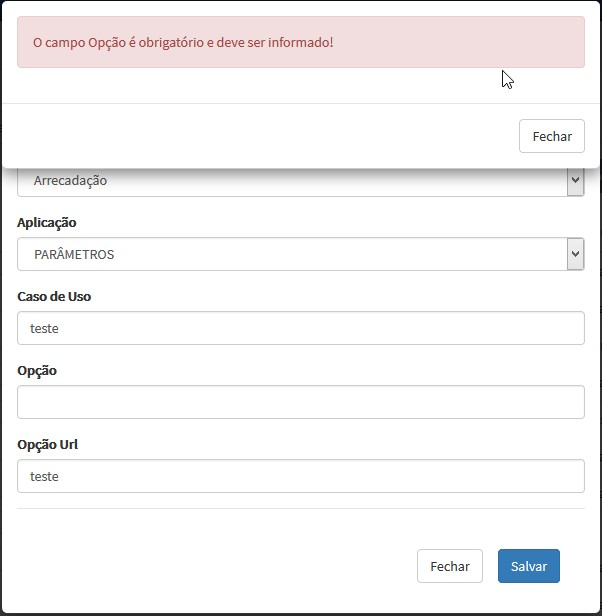 O campo Opção é obrigatório e deve ser informado!
Fechar
Arrecadação
Aplicação
PARÂMETROS
Caso de Uso
teste
Opção
Opção Url
teste
Fechar
Salvar